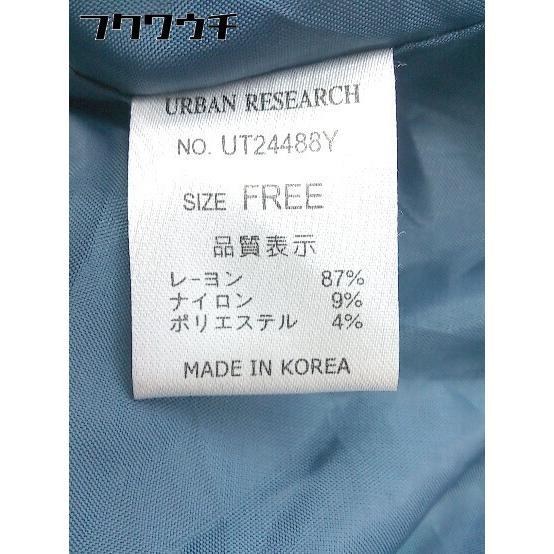 フクウウチ
URBAN RESEARCH
NO. UT24488Y
SIZE FREE
品質表示
レーヨン 87%
ナイロン 9%
ポリエステル 4%
MADE IN KOREA